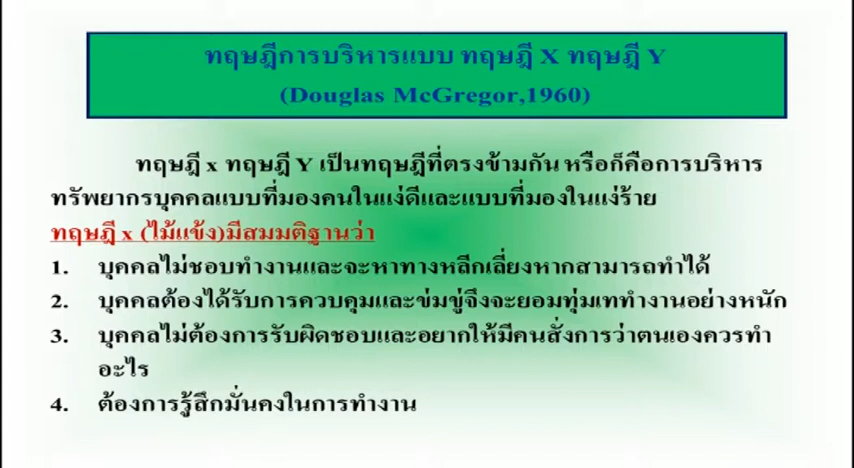 ทฤษฎีการบริหารแบบ ทฤษฎี X ทฤษฎี Y
(Douglas McGregor,1960)
ทฤษฎี x ทฤษฎี Y เป็นทฤษฎีที่ตรงข้ามกัน หรือก็คือการบริหาร
ทรัพยากรบุคคลแบบที่มองคนในแง่ดีและแบบที่มองในแง่ร้าย
ทฤษฎี x (ไม้แข้ง)มีสมมติฐานว่า
1. บุคคลไม่ชอบทำงานและจะหาทางหลีกเลี่ยงหากสามารถทำได้
2. บุคคลต้องได้รับการควบคุมและข่มขู่จึงจะยอมทุ่มเททำงานอย่างหนัก
3. บุคคลไม่ต้องการรับผิดชอบและอยากให้มีคนสั่งการว่าตนเองควรทำ
อะไร
4. ต้องการรู้สึกมั่นคงในการทำงาน